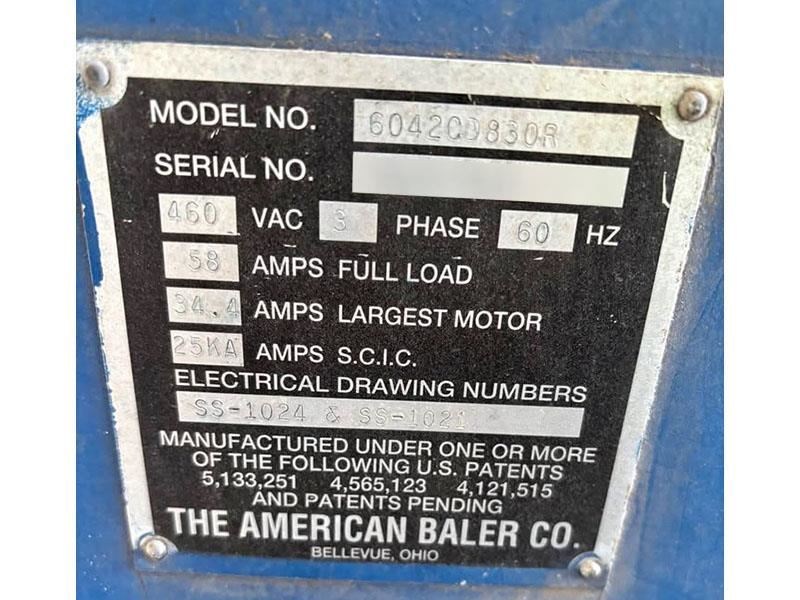 MODEL NO. 6042CD830R
SERIAL NO.
460 VAC 3 PHASE 60 HZ
58 AMPS FULL LOAD
34.4 AMPS LARGEST MOTOR
25KA AMPS S.C.I.C.
ELECTRICAL DRAWING NUMBERS
SS-1024 & SS-1021
MANUFACTURED UNDER ONE OR MORE
OF THE FOLLOWING U.S. PATENTS
5,133,251 4,565,123 4,121,515
AND PATENTS PENDING
THE AMERICAN BALER CO.
BELLEVUE, OHIO